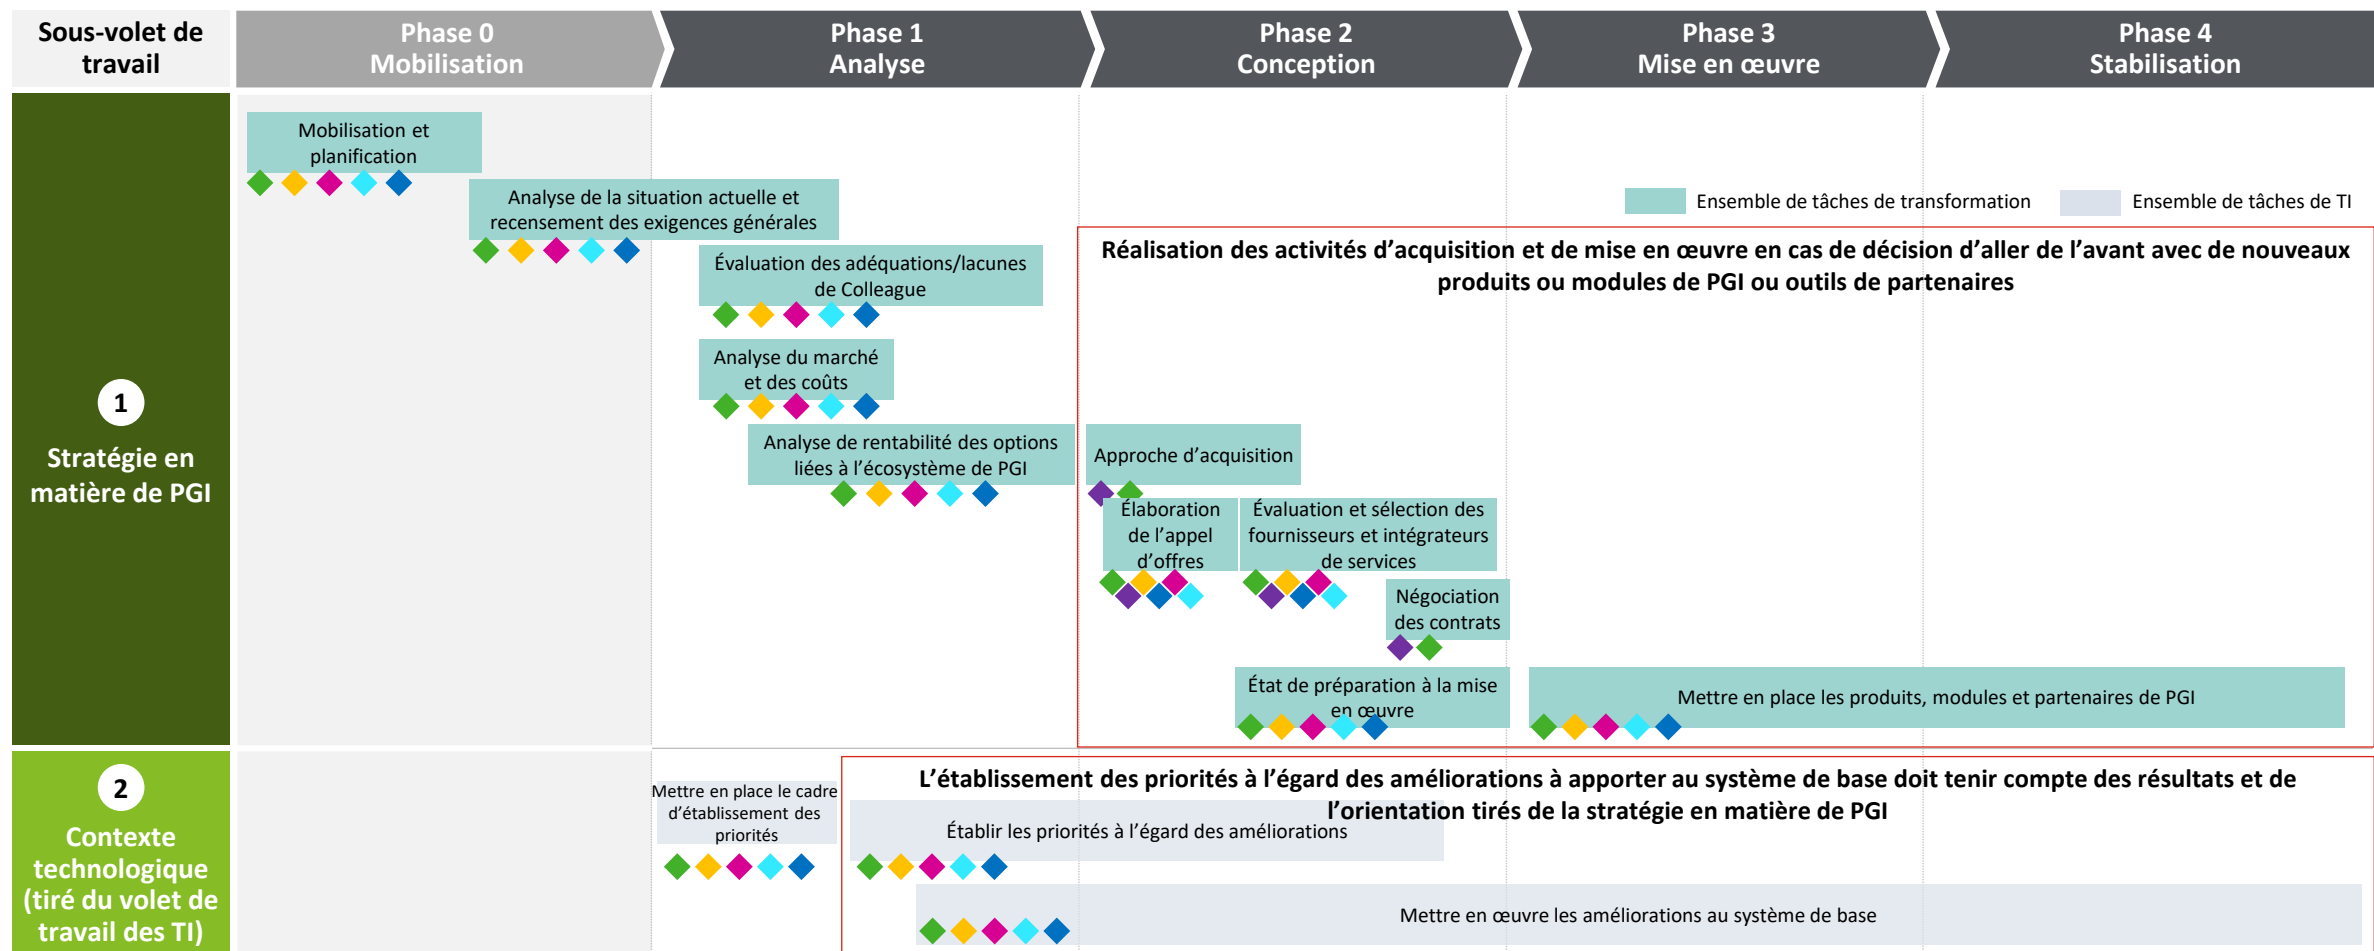 Sous-volet de
travail
Phase 0
Mobilisation
Phase 1
Analyse
Phase 2
Conception
Phase 3
Mise en œuvre
Phase 4
Stabilisation
1
Stratégie en
matière de PGI
Mobilisation et
planification
Analyse de la situation actuelle et
recensement des exigences générales
Ensemble de tâches de transformation
Ensemble de tâches de TI
Évaluation des adéquations/lacunes
de Colleague
Réalisation des activités d’acquisition et de mise en œuvre en cas de décision d’aller de l’avant avec de nouveaux
produits ou modules de PGI ou outils de partenaires
Analyse du marché
et des coûts
Analyse de rentabilité des options
liées à l’écosystème de PGI
Approche d’acquisition
Élaboration
de l’appel
d’offres
Évaluation et sélection des
fournisseurs et intégrateurs
de services
Négociation
des contrats
État de préparation à la mise
en œuvre
Mettre en place les produits, modules et partenaires de PGI
2
Contexte
technologique
(tiré du volet de
travail des TI)
Mettre en place le cadre
d’établissement des
priorités
L’établissement des priorités à l’égard des améliorations à apporter au système de base doit tenir compte des résultats et de
l’orientation tirés de la stratégie en matière de PGI
Établir les priorités à l’égard des améliorations
Mettre en œuvre les améliorations au système de base